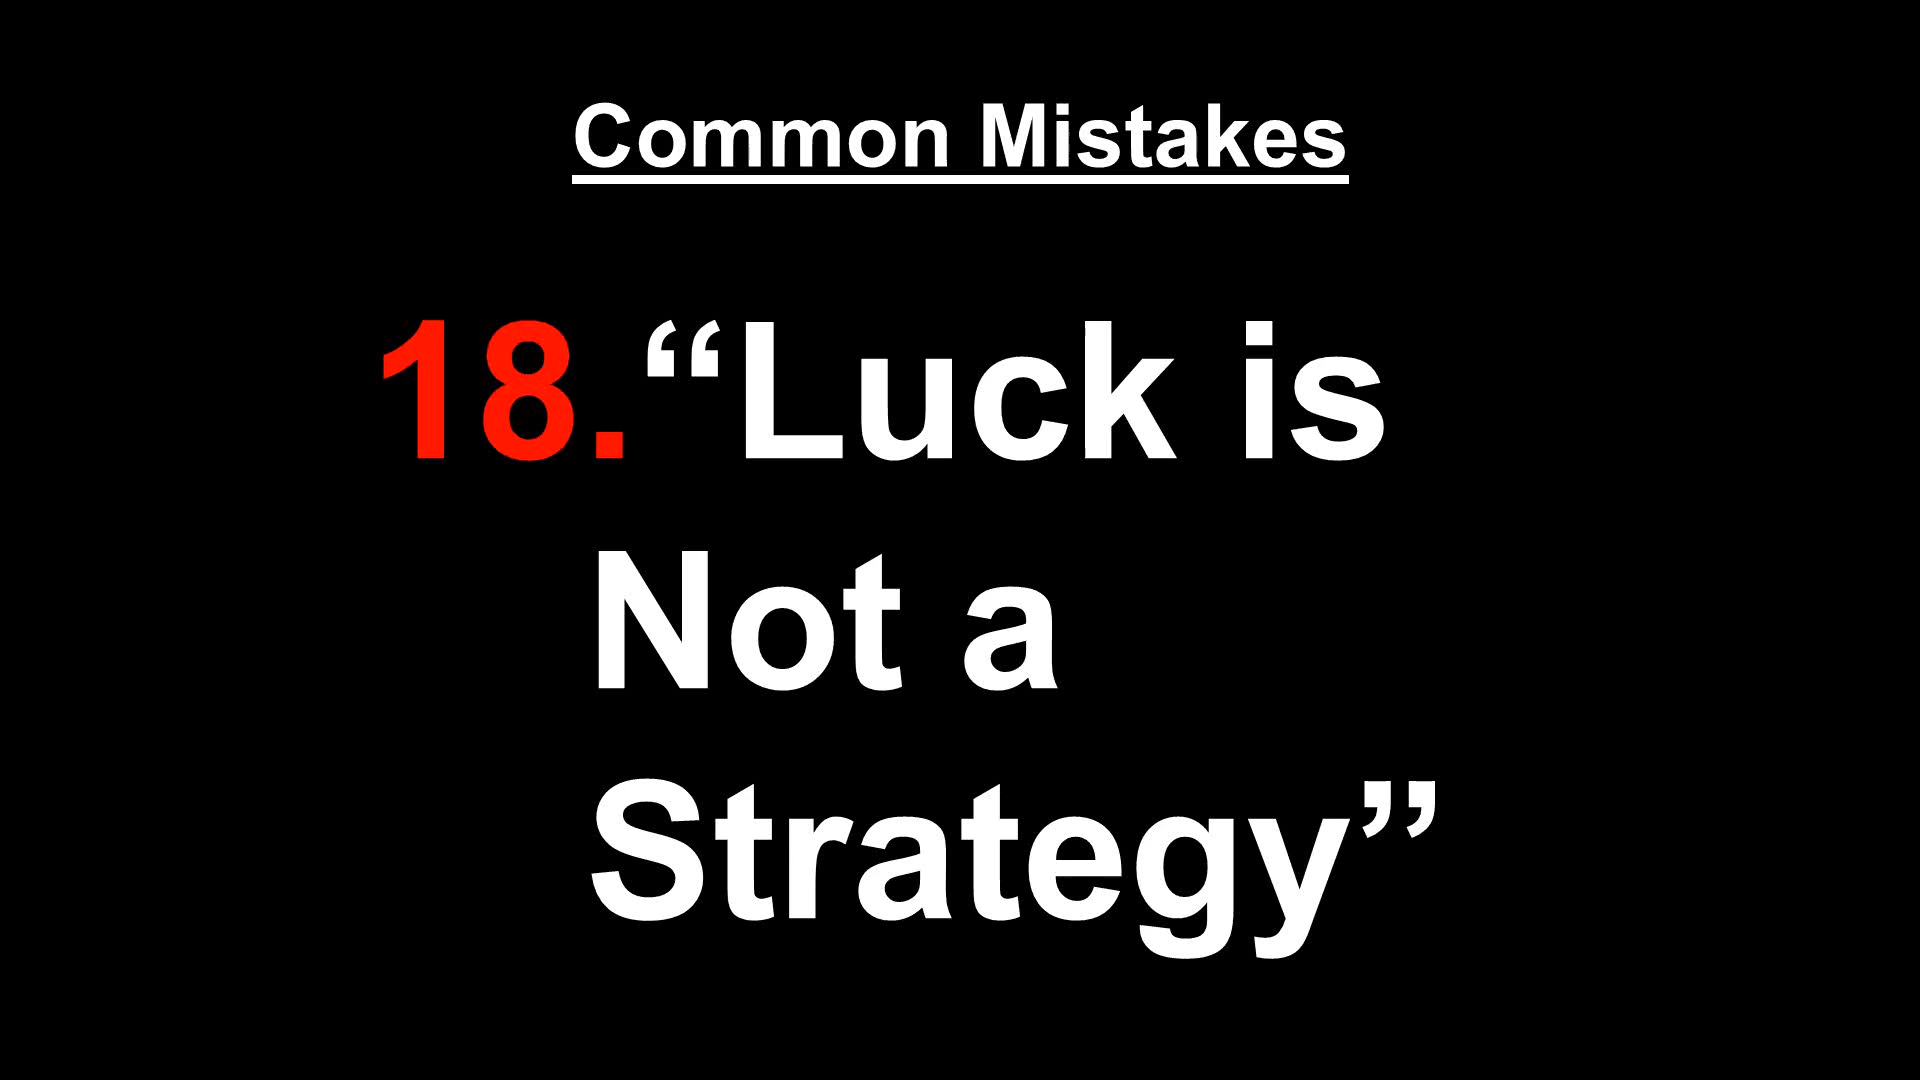 Common Mistakes
18.“Luck is
Not a
Strategy”